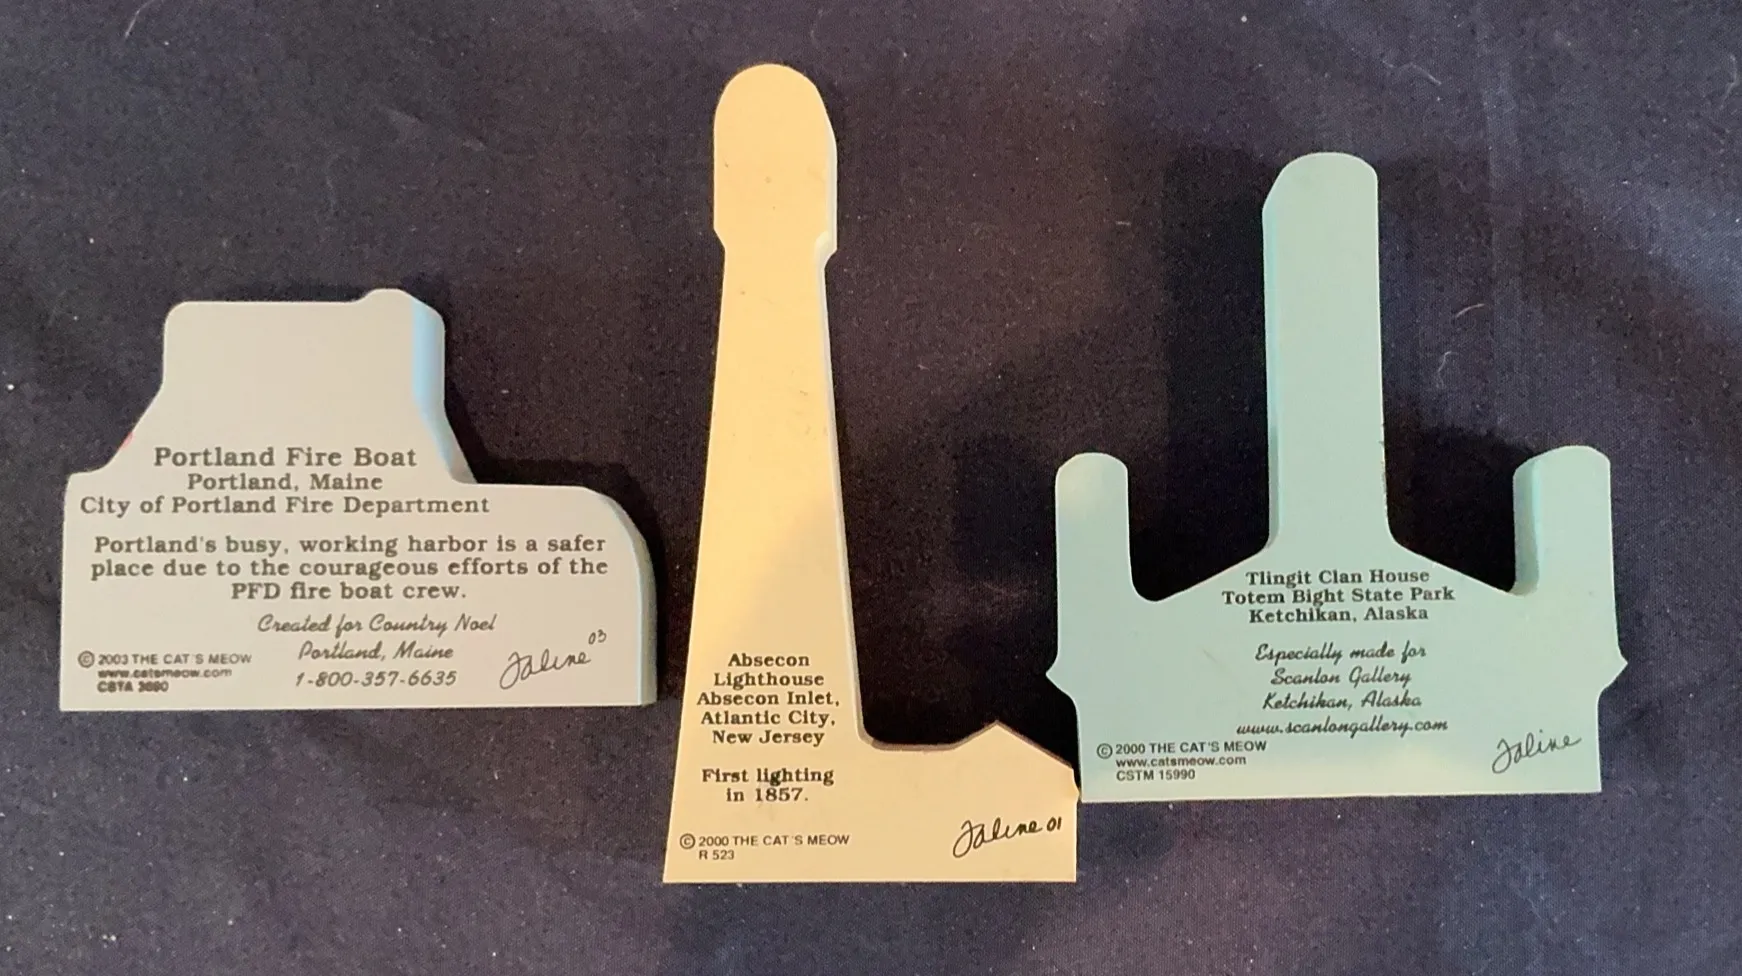 Portland Fire Boat
Portland, Maine
City of Portland Fire Department
Portland's busy, working harbor is a safer
place due to the courageous efforts of the
PFD fire boat crew.
Created for Country Noel
Portland, Maine
1-800-357-6635
© 2003 THE CAT'S MEOW
www.catsmeow.com
Jaline 03
Absecon
Lighthouse
Absecon Inlet,
Atlantic City,
New Jersey
First lighting
in 1857.
© 2000 THE CAT'S MEOW
R 523
Jaline 01
Tlingit Clan House
Totem Bight State Park
Ketchikan, Alaska
Especially made for
Scanlon Gallery
Ketchikan, Alaska
www.scanlongallery.com
© 2000 THE CAT'S MEOW
www.catsmeow.com
CSTM 15990
Jaline